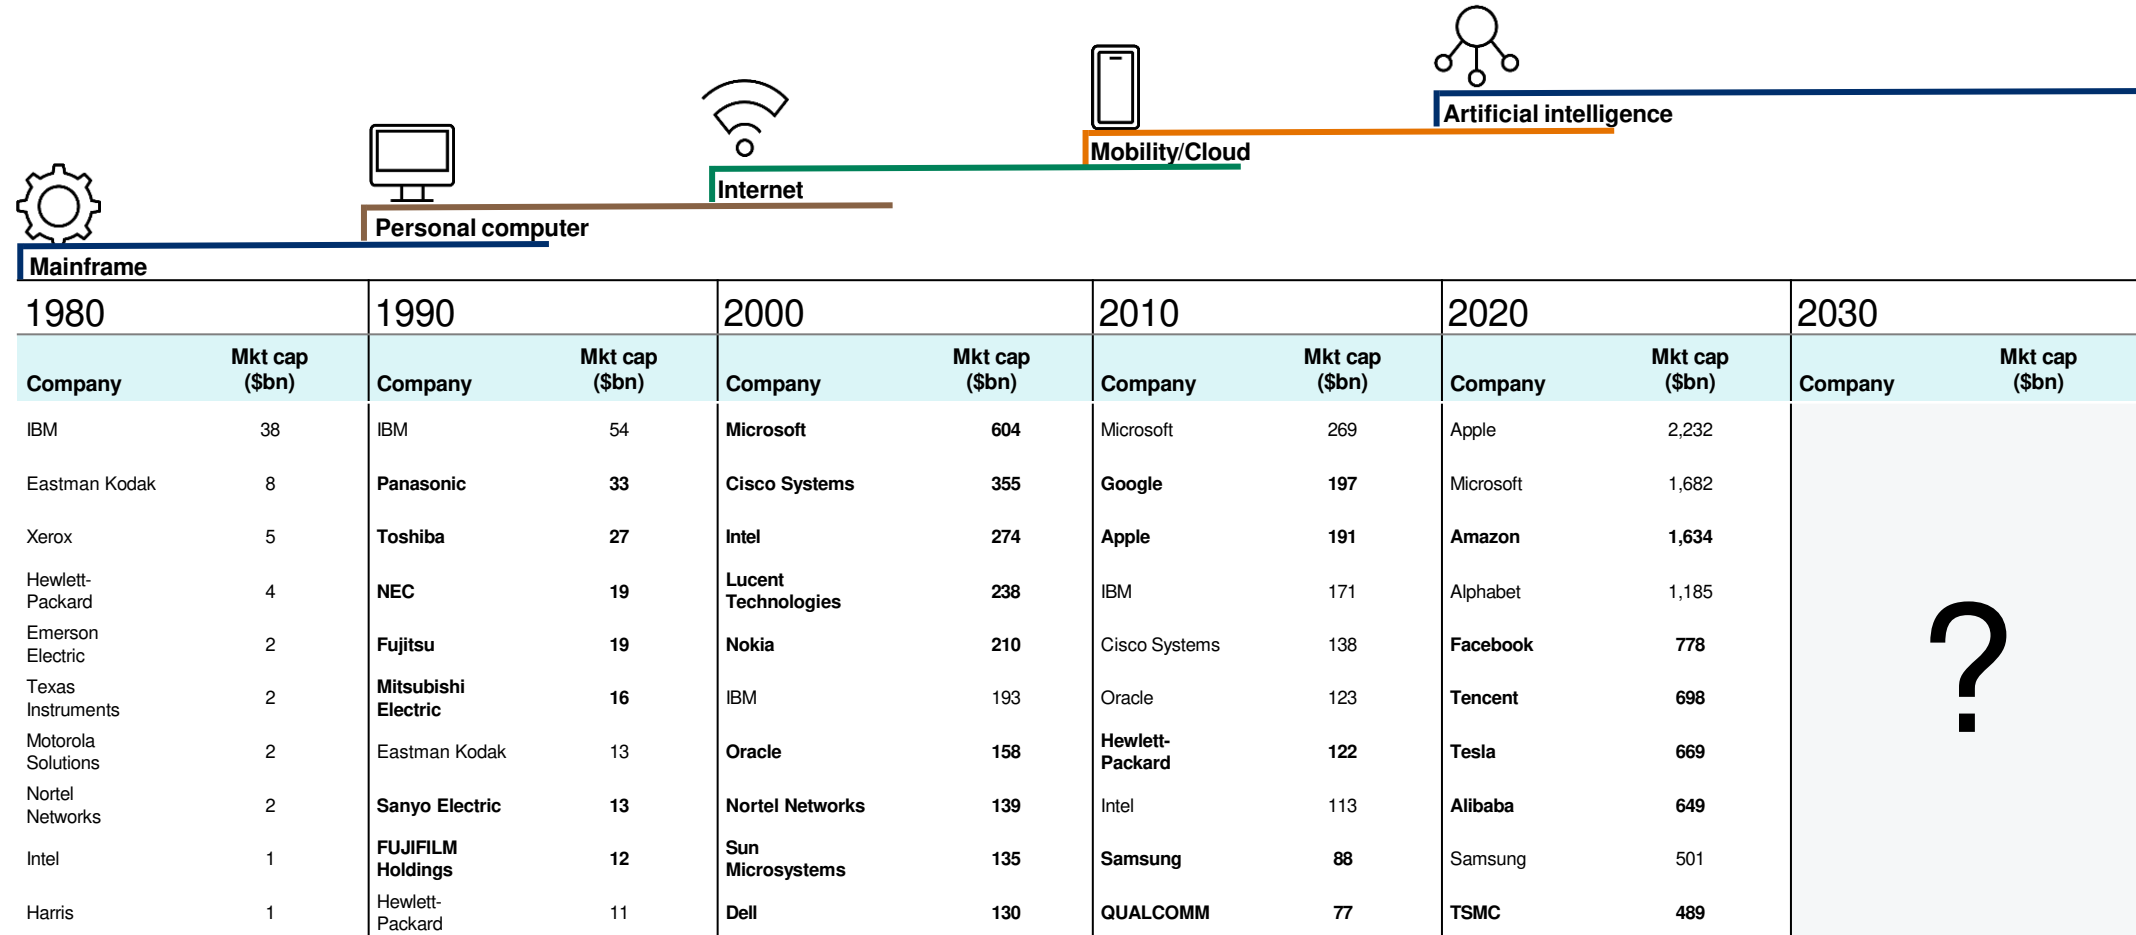 Artificial intelligence
Mobility/Cloud
Internet
Personal computer
Mainframe
1980 1990 2000 2010 2020 2030
Company Mkt cap ($bn) Company Mkt cap ($bn) Company Mkt cap ($bn) Company Mkt cap ($bn) Company Mkt cap ($bn) Company Mkt cap ($bn)
IBM 38 IBM 54 Microsoft 604 Microsoft 269 Apple 2,232
Eastman Kodak 8 Panasonic 33 Cisco Systems 355 Google 197 Microsoft 1,682
Xerox 5 Toshiba 27 Intel 274 Apple 191 Amazon 1,634
Hewlett-Packard 4 NEC 19 Lucent Technologies 238 IBM 171 Alphabet 1,185
Emerson Electric 2 Fujitsu 19 Nokia 210 Cisco Systems 138 Facebook 778
Texas Instruments 2 Mitsubishi Electric 16 IBM 193 Oracle 123 Tencent 698
Motorola Solutions 2 Eastman Kodak 13 Oracle 158 Hewlett-Packard 122 Tesla 669
Nortel Networks 2 Sanyo Electric 13 Nortel Networks 139 Intel 113 Alibaba 649
Intel 1 FUJIFILM Holdings 12 Sun Microsystems 135 Samsung 88 Samsung 501
Harris 1 Hewlett-Packard 11 Dell 130 QUALCOMM 77 TSMC 489
?